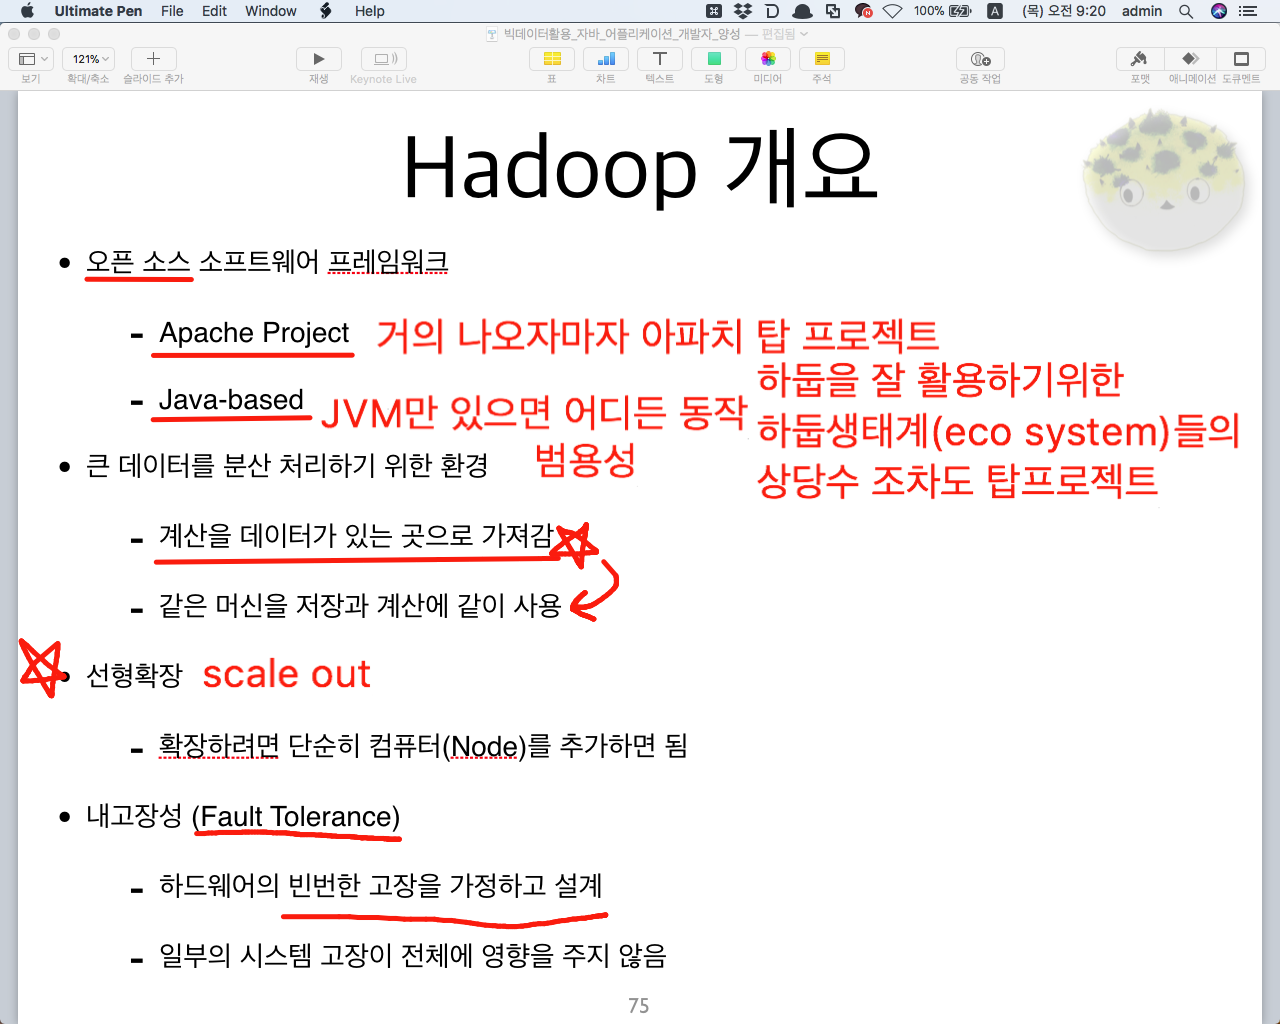 Ultimate Pen File Edit Window Help 100% A (목) 오전 9:20 admin
빅데이터활용_자바_어플리케이션_개발자_양성 — 편집됨
121%
보기 확대/축소 슬라이드 추가 재생 Keynote Live 표 차트 텍스트 도형 미디어 주석 공동 작업 포맷 애니메이션 도큐멘트
Hadoop 개요
• 오픈 소스 소프트웨어 프레임워크
- Apache Project 거의 나오자마자 아파치 탑 프로젝트
하둡을 잘 활용하기위한
- Java-based JVM만 있으면 어디든 동작
하둡생태계(eco system)들의
• 큰 데이터를 분산 처리하기 위한 환경 범용성
상당수 조차도 탑프로젝트
- 계산을 데이터가 있는 곳으로 가져감
- 같은 머신을 저장과 계산에 같이 사용
• 선형확장 scale out
- 확장하려면 단순히 컴퓨터(Node)를 추가하면 됨
• 내고장성 (Fault Tolerance)
- 하드웨어의 빈번한 고장을 가정하고 설계
- 일부의 시스템 고장이 전체에 영향을 주지 않음
75